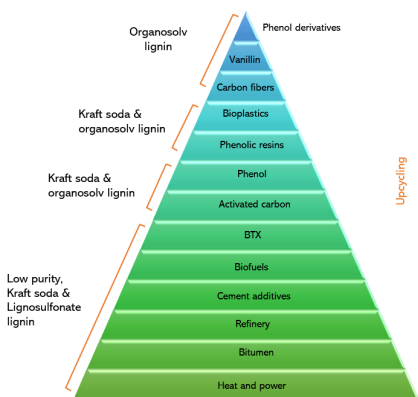 Organosolv
lignin
Phenol derivatives
Vanillin
Carbon fibers
Kraft soda &
organosolv lignin
Bioplastics
Phenolic resins
Kraft soda &
organosolv lignin
Phenol
Activated carbon
Upcycling
BTX
Biofuels
Low purity,
Kraft soda &
Lignosulfonate
lignin
Cement additives
Refinery
Bitumen
Heat and power